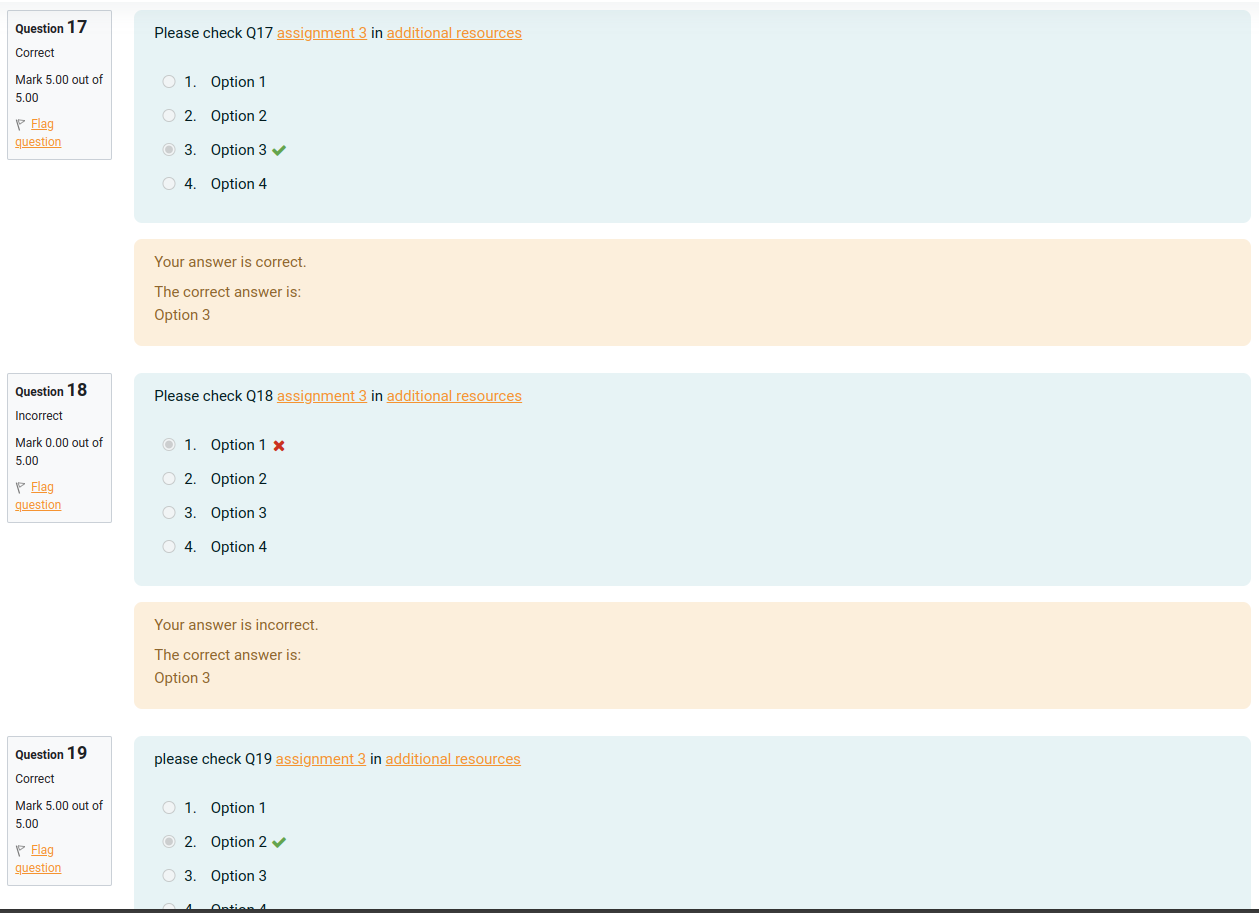 Question 17
Correct
Mark 5.00 out of
5.00
Flag
question
Please check Q17 assignment 3 in additional resources
1. Option 1
2. Option 2
3. Option 3
4. Option 4
Your answer is correct.
The correct answer is:
Option 3
Question 18
Incorrect
Mark 0.00 out of
5.00
Flag
question
Please check Q18 assignment 3 in additional resources
1. Option 1
2. Option 2
3. Option 3
4. Option 4
Your answer is incorrect.
The correct answer is:
Option 3
Question 19
Correct
Mark 5.00 out of
5.00
Flag
question
please check Q19 assignment 3 in additional resources
1. Option 1
2. Option 2
3. Option 3
4. Option 4